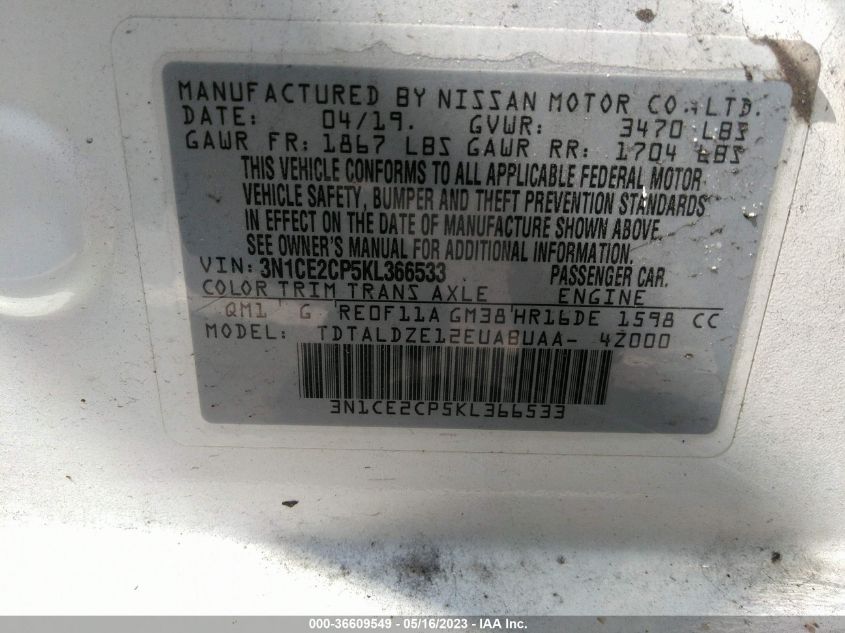 MANUFACTURED BY NISSAN MOTOR CO., LTD.
DATE: 04/19. GVWR: 3470 LBS
GAWR FR: 1867 LBS GAWR RR: 1704 LBS
THIS VEHICLE CONFORMS TO ALL APPLICABLE FEDERAL MOTOR
VEHICLE SAFETY, BUMPER AND THEFT PREVENTION STANDARDS
IN EFFECT ON THE DATE OF MANUFACTURE SHOWN ABOVE.
SEE OWNER'S MANUAL FOR ADDITIONAL INFORMATION.
VIN: 3N1CE2CP5KL366533 PASSENGER CAR.
COLOR TRIM TRANS AXLE ENGINE
QM1 G RE0F11A GM38 HR16DE 1598 CC
MODEL: TDTALDZE12EUABUAA- 4Z000
3N1CE2CP5KL366533
000-36609549 - 05/16/2023 - IAA Inc.